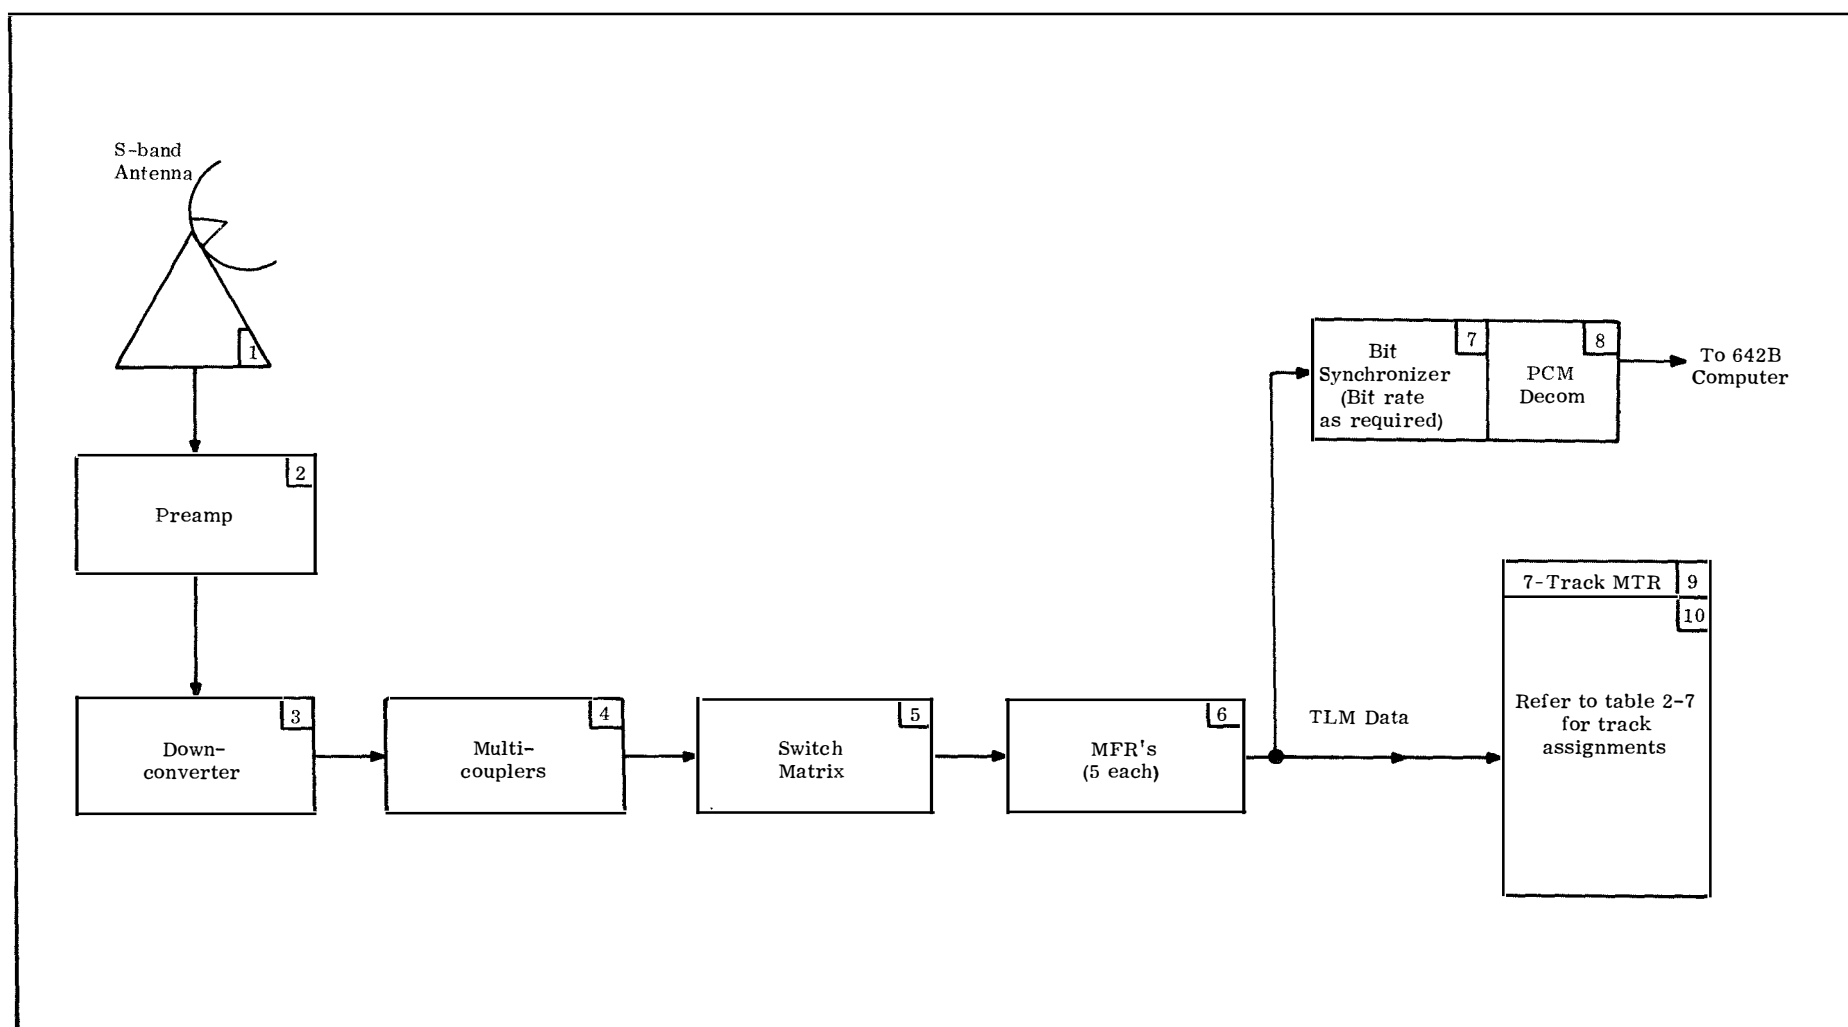 S-band
Antenna
1
2
Preamp
3
Down-
converter
4
Multi-
couplers
5
Switch
Matrix
6
MFR's
(5 each)
TLM Data
7
Bit
Synchronizer
(Bit rate
as required)
8
PCM
Decom
To 642B
Computer
7-Track MTR
9
10
Refer to table 2-7
for track
assignments